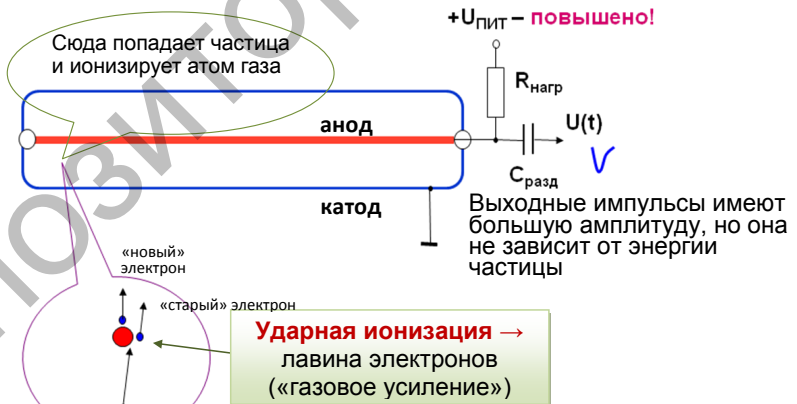 +Uпит – повышено!
Сюда попадает частица
и ионизирует атом газа
Rнагр
анод
U(t)
Cразд
катод
Выходные импульсы имеют
большую амплитуду, но она
не зависит от энергии
частицы
«новый»
электрон
«старый» электрон
Ударная ионизация →
лавина электронов
(«газовое усиление»)